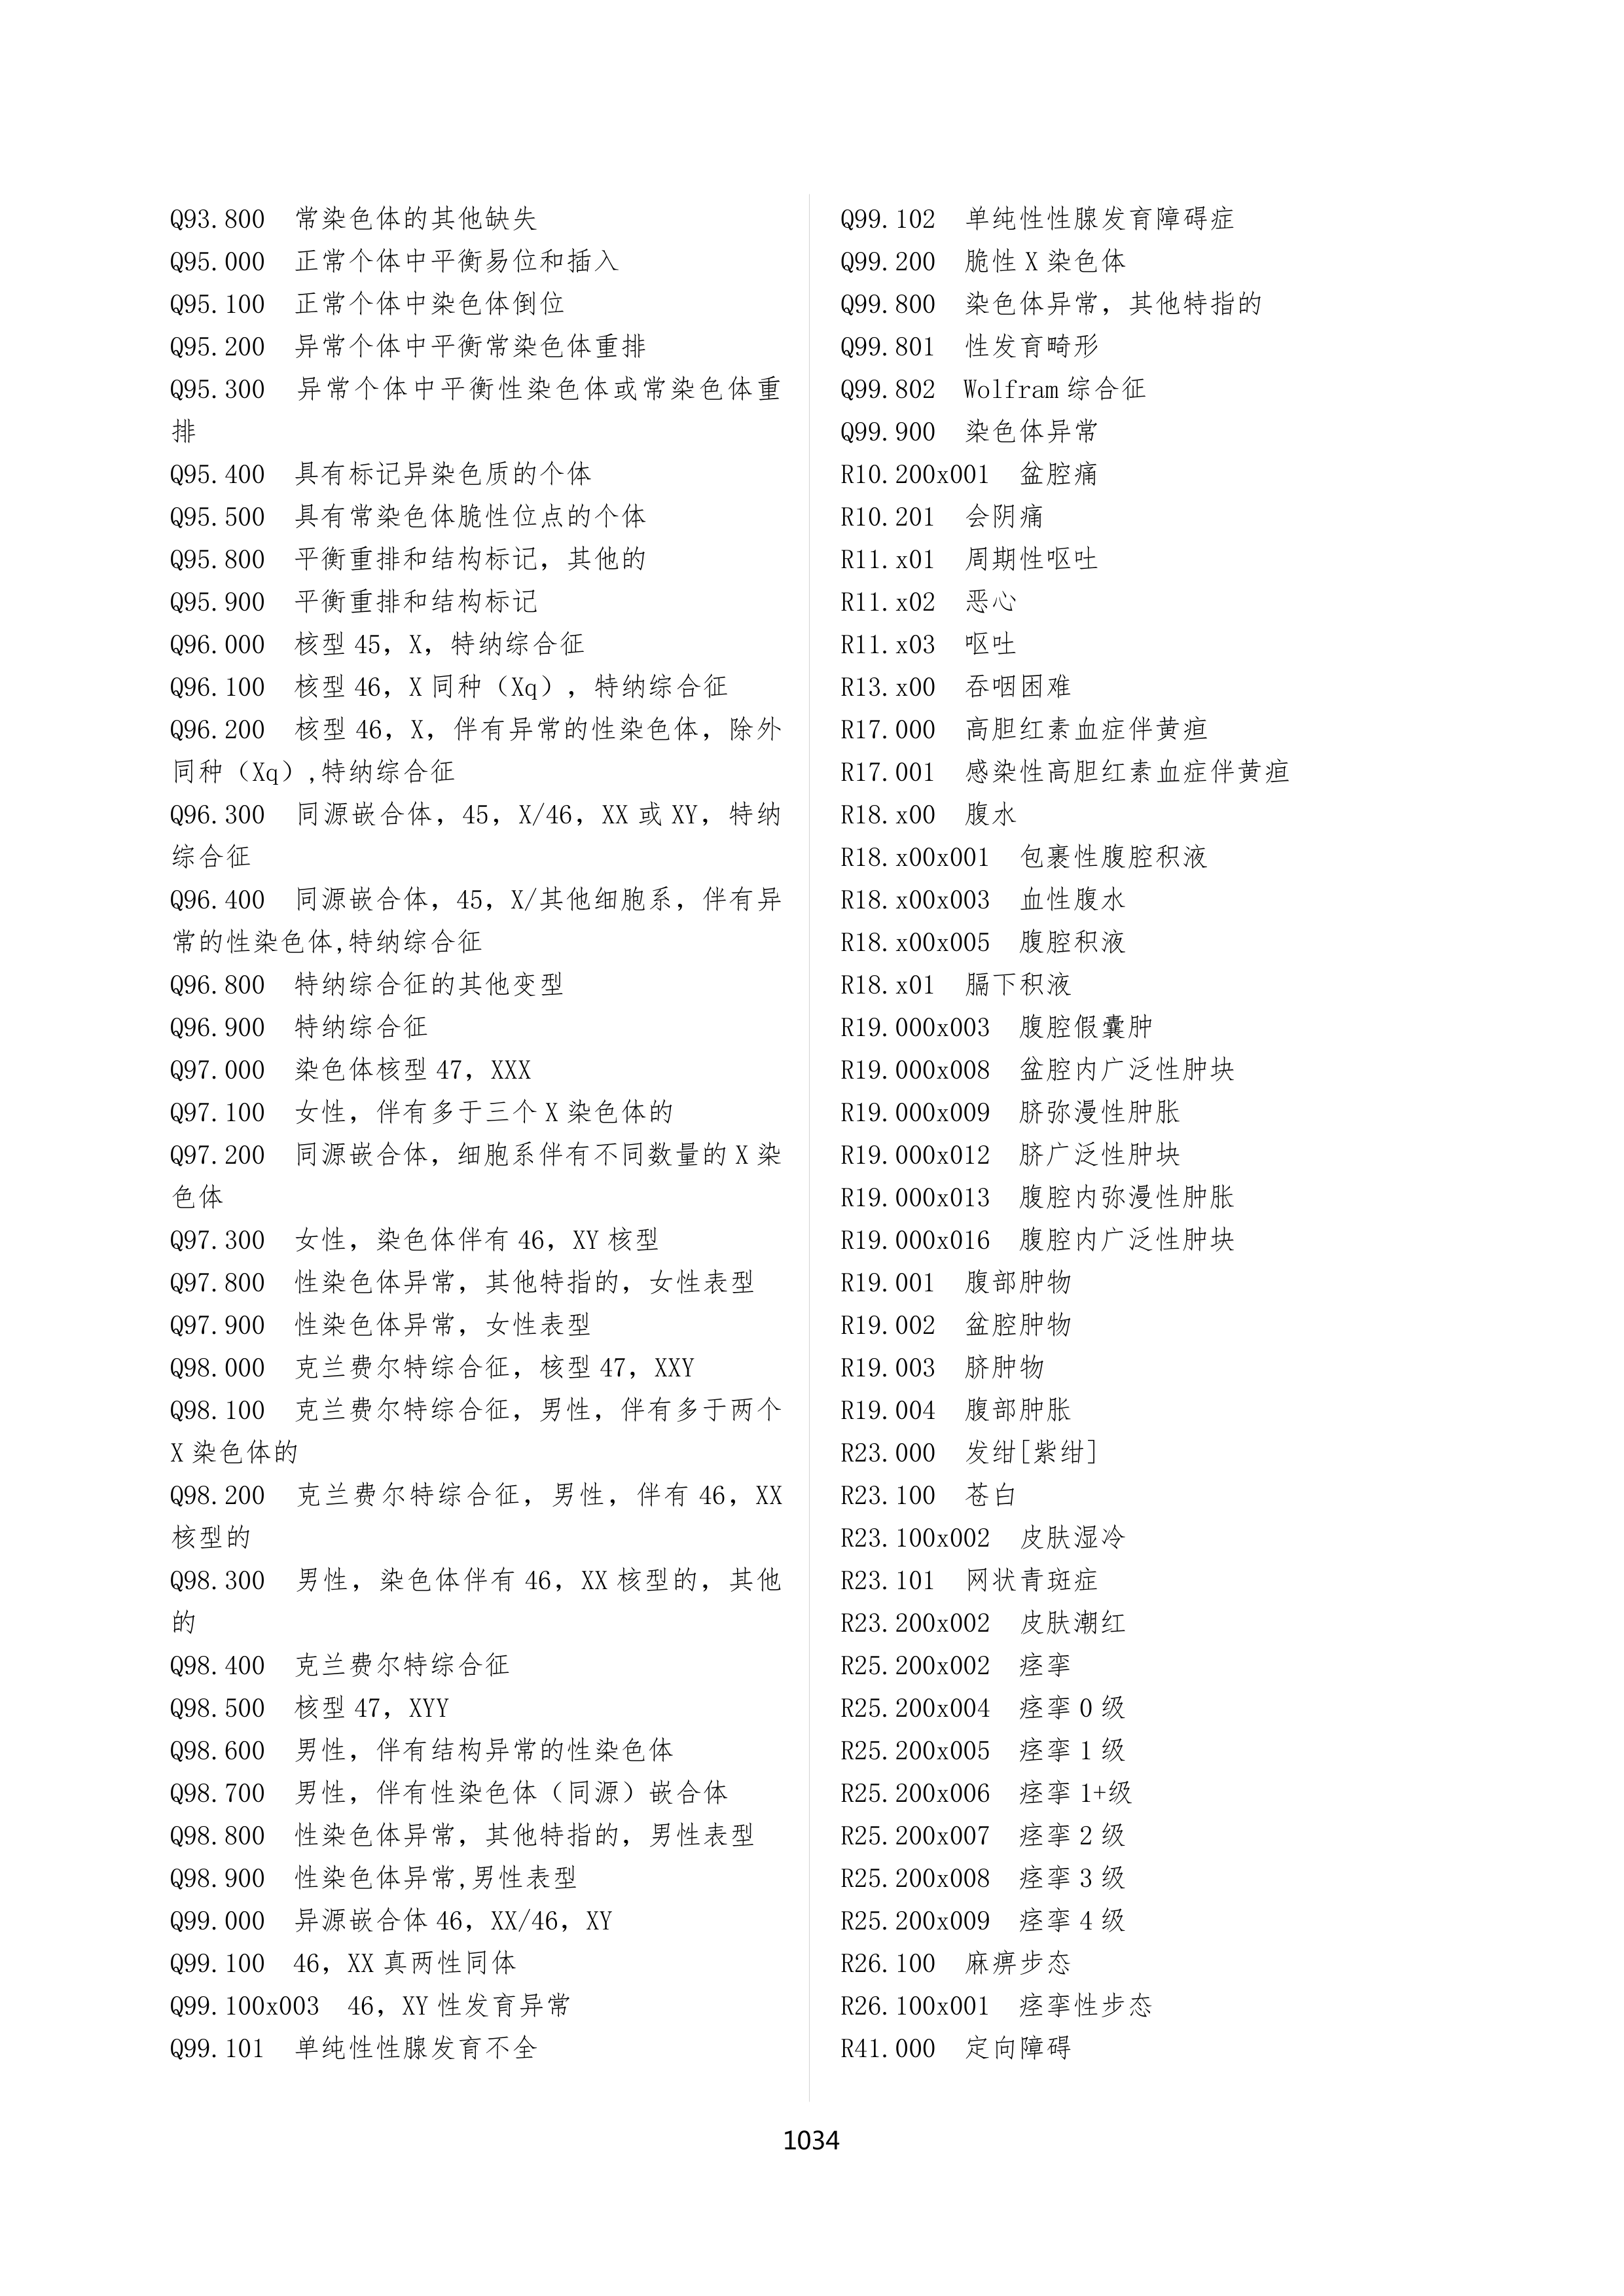 Q93.800 常染色体的其他缺失
Q95.000 正常个体中平衡易位和插入
Q95.100 正常个体中染色体倒位
Q95.200 异常个体中平衡常染色体重排
Q95.300 异常个体中平衡性染色体或常染色体重
排
Q95.400 具有标记异染色质的个体
Q95.500 具有常染色体脆性位点的个体
Q95.800 平衡重排和结构标记，其他的
Q95.900 平衡重排和结构标记
Q96.000 核型 45，X，特纳综合征
Q96.100 核型 46，X 同种（Xq），特纳综合征
Q96.200 核型 46，X，伴有异常的性染色体，除外
同种（Xq）,特纳综合征
Q96.300 同源嵌合体，45，X/46，XX 或 XY，特纳
综合征
Q96.400 同源嵌合体，45，X/其他细胞系，伴有异
常的性染色体,特纳综合征
Q96.800 特纳综合征的其他变型
Q96.900 特纳综合征
Q97.000 染色体核型 47，XXX
Q97.100 女性，伴有多于三个 X 染色体的
Q97.200 同源嵌合体，细胞系伴有不同数量的 X 染
色体
Q97.300 女性，染色体伴有 46，XY 核型
Q97.800 性染色体异常，其他特指的，女性表型
Q97.900 性染色体异常，女性表型
Q98.000 克兰费尔特综合征，核型 47，XXY
Q98.100 克兰费尔特综合征，男性，伴有多于两个
X 染色体的
Q98.200 克兰费尔特综合征，男性，伴有 46，XX
核型的
Q98.300 男性，染色体伴有 46，XX 核型的，其他
的
Q98.400 克兰费尔特综合征
Q98.500 核型 47，XYY
Q98.600 男性，伴有结构异常的性染色体
Q98.700 男性，伴有性染色体（同源）嵌合体
Q98.800 性染色体异常，其他特指的，男性表型
Q98.900 性染色体异常,男性表型
Q99.000 异源嵌合体 46，XX/46，XY
Q99.100 46，XX 真两性同体
Q99.100x003 46，XY 性发育异常
Q99.101 单纯性性腺发育不全
Q99.102 单纯性性腺发育障碍症
Q99.200 脆性 X 染色体
Q99.800 染色体异常，其他特指的
Q99.801 性发育畸形
Q99.802 Wolfram 综合征
Q99.900 染色体异常
R10.200x001 盆腔痛
R10.201 会阴痛
R11.x01 周期性呕吐
R11.x02 恶心
R11.x03 呕吐
R13.x00 吞咽困难
R17.000 高胆红素血症伴黄疸
R17.001 感染性高胆红素血症伴黄疸
R18.x00 腹水
R18.x00x001 包裹性腹腔积液
R18.x00x003 血性腹水
R18.x00x005 腹腔积液
R18.x01 膈下积液
R19.000x003 腹腔假囊肿
R19.000x008 盆腔内广泛性肿块
R19.000x009 脐弥漫性肿胀
R19.000x012 脐广泛性肿块
R19.000x013 腹腔内弥漫性肿胀
R19.000x016 腹腔内广泛性肿块
R19.001 腹部肿物
R19.002 盆腔肿物
R19.003 脐肿物
R19.004 腹部肿胀
R23.000 发绀[紫绀]
R23.100 苍白
R23.100x002 皮肤湿冷
R23.101 网状青斑症
R23.200x002 皮肤潮红
R25.200x002 痉挛
R25.200x004 痉挛 0 级
R25.200x005 痉挛 1 级
R25.200x006 痉挛 1+级
R25.200x007 痉挛 2 级
R25.200x008 痉挛 3 级
R25.200x009 痉挛 4 级
R26.100 麻痹步态
R26.100x001 痉挛性步态
R41.000 定向障碍
1034